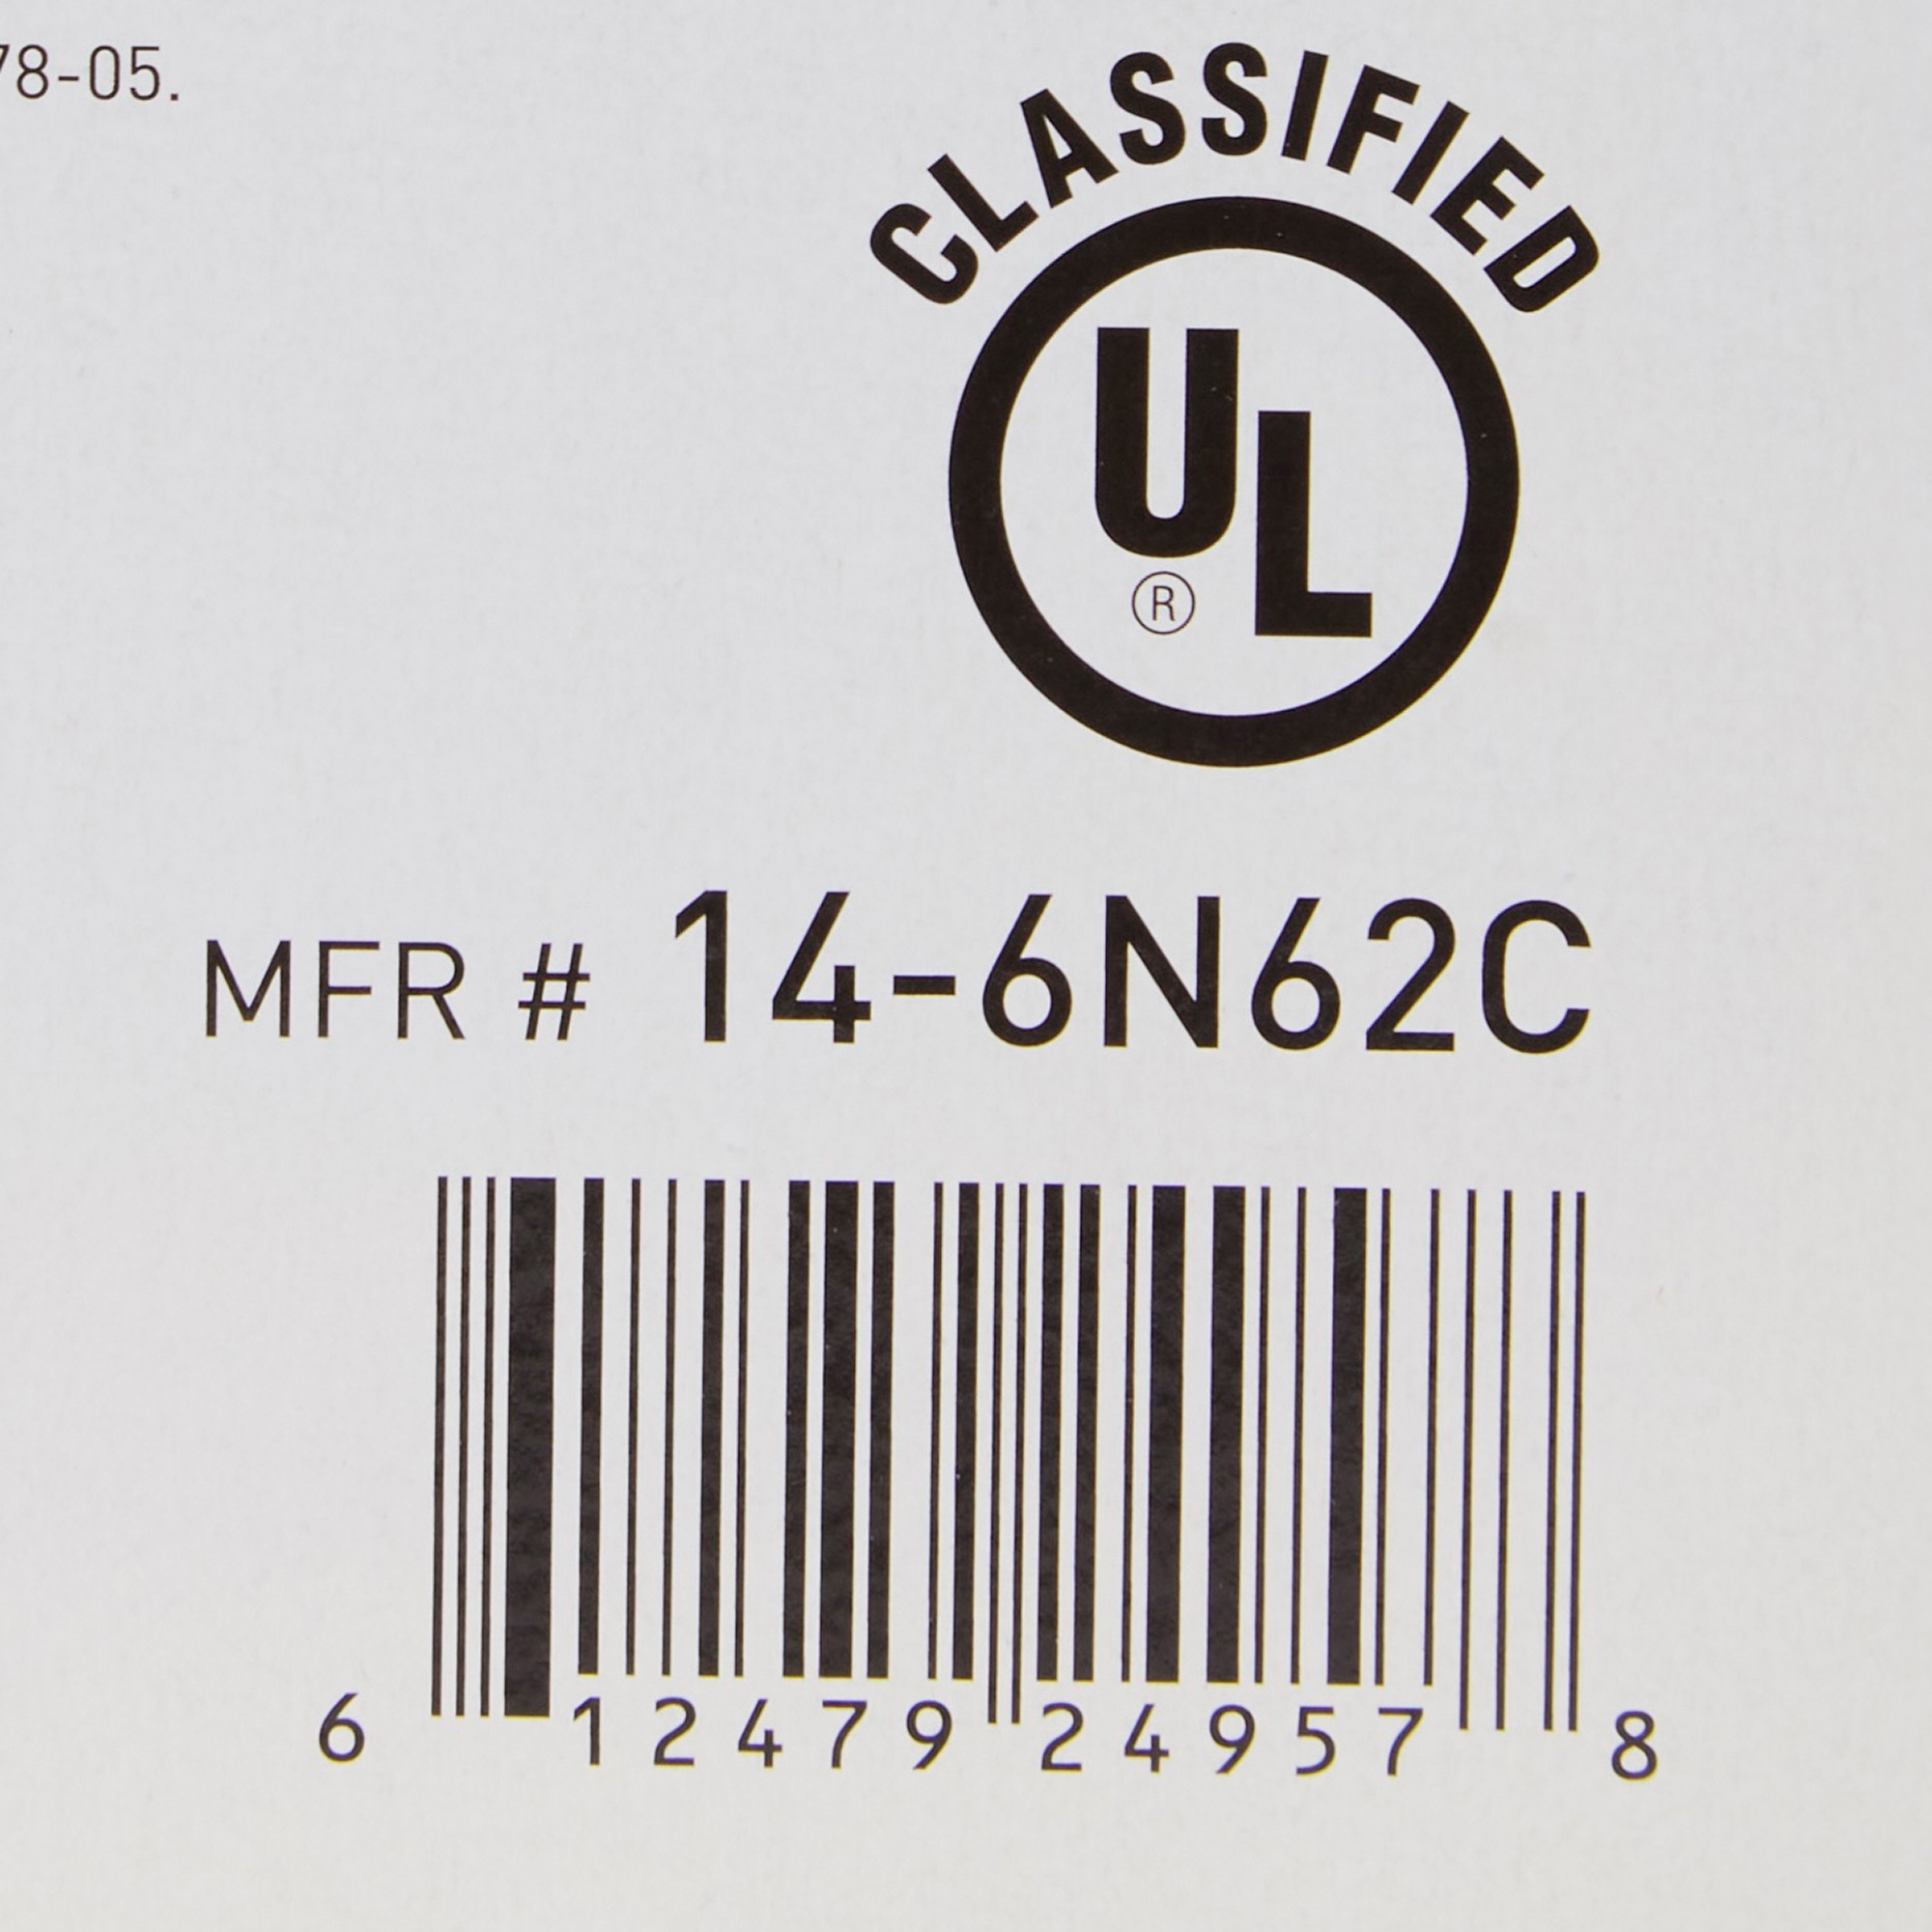 78-05.
CLASSIFIED
UL
®
MFR # 14-6N62C
6 12479 24957 8